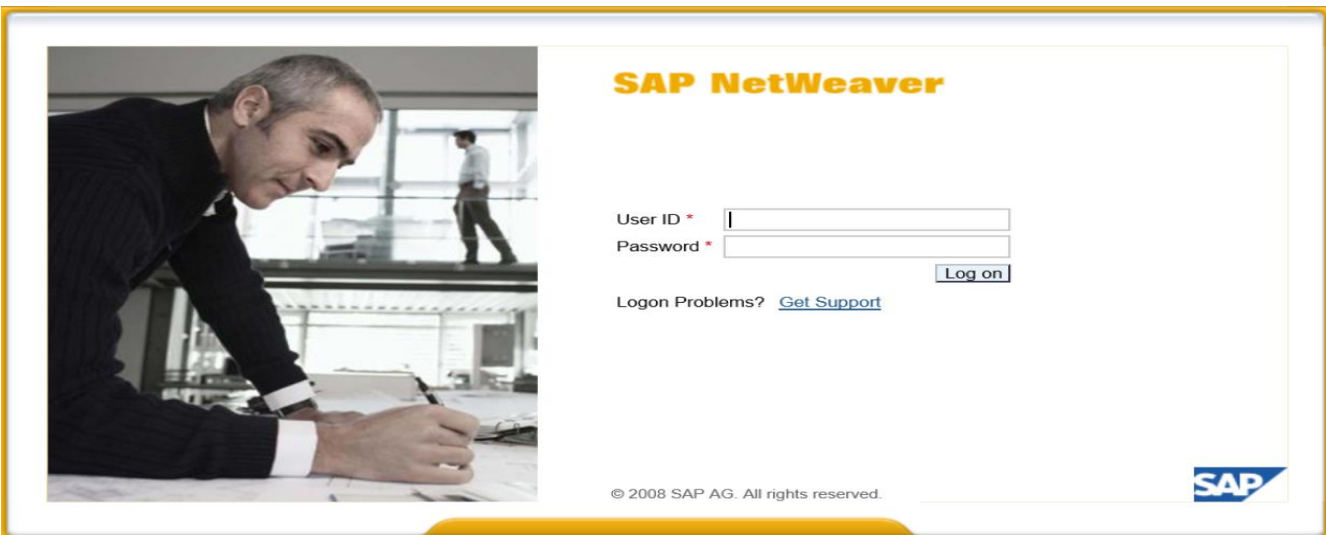 SAP NetWeaver
User ID *
Password *
Log on
Logon Problems? Get Support
© 2008 SAP AG. All rights reserved.
SAP